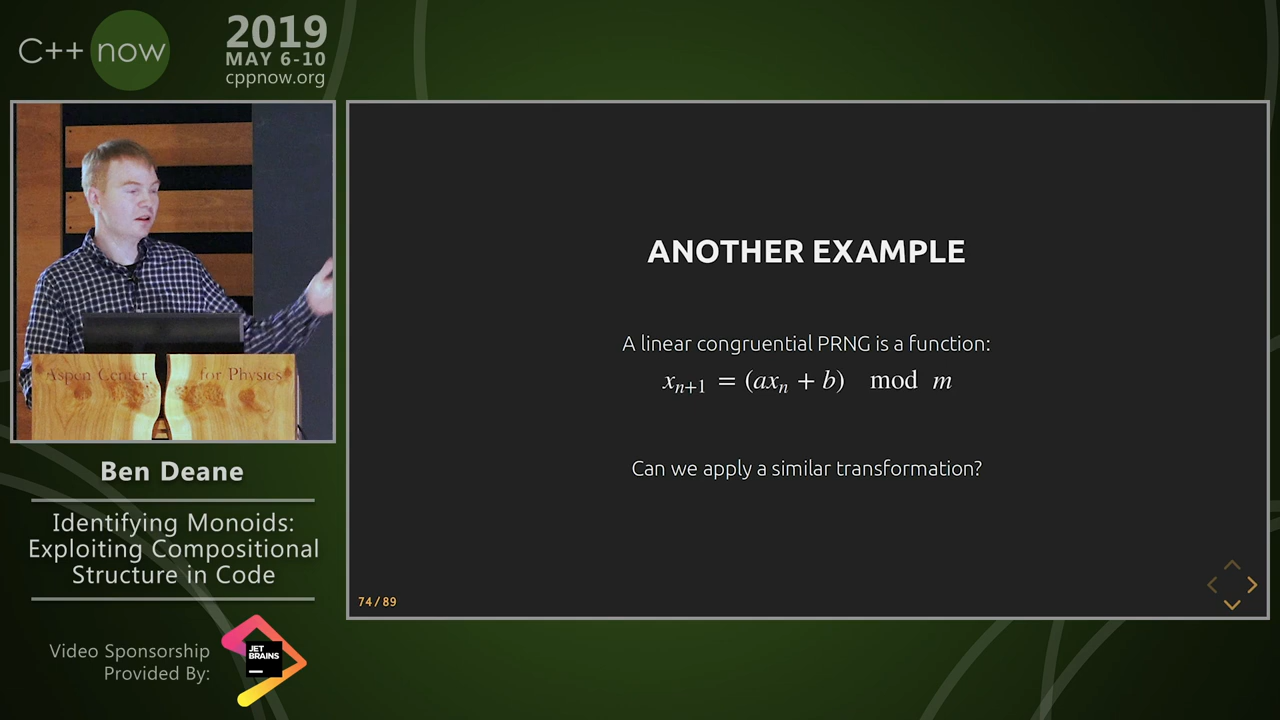 C++ now
2019
MAY 6-10
cppnow.org
Aspen Center for Physics
Ben Deane
Identifying Monoids:
Exploiting Compositional
Structure in Code
Video Sponsorship
Provided By:
JET
BRAINS
ANOTHER EXAMPLE
A linear congruential PRNG is a function:
xₙ₊₁ = (axₙ + b) mod m
Can we apply a similar transformation?
74/89